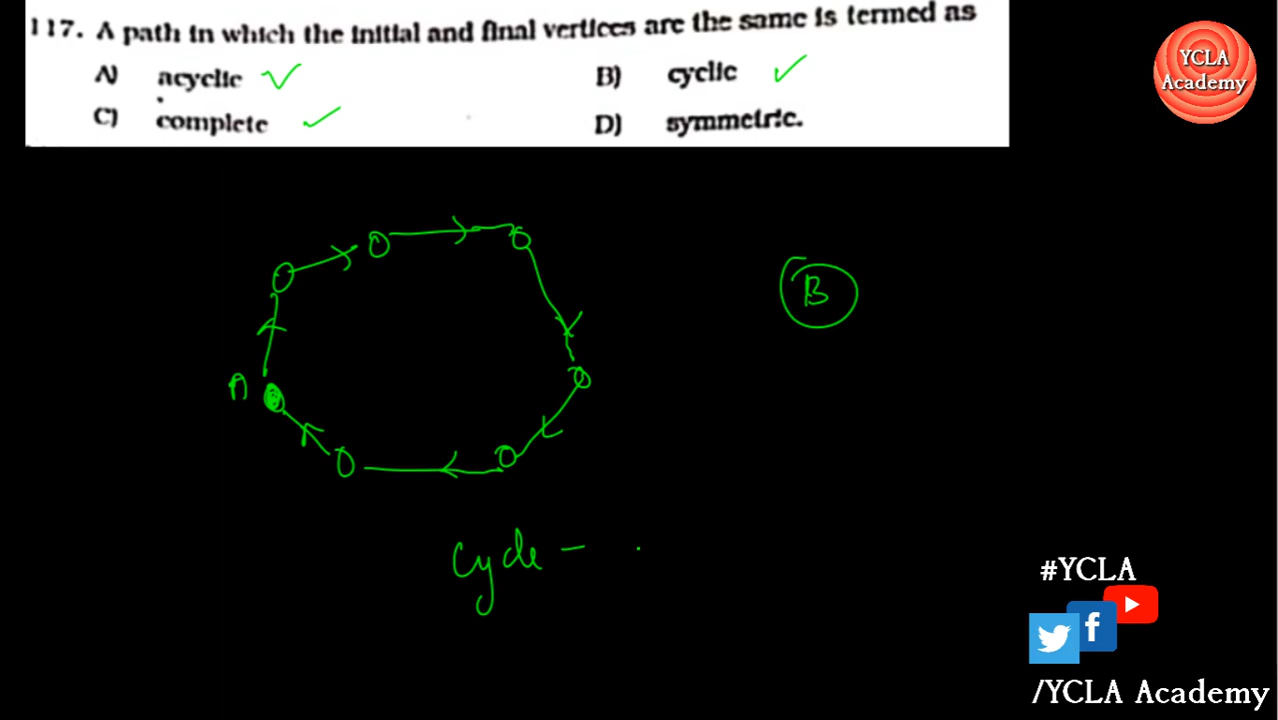 117. A path in which the initial and final vertices are the same is termed as
A) acyclic ✓ B) cyclic ✓
C) complete ✓ D) symmetric.
YCLA
Academy
B
A
Cycle -
#YCLA
f
/YCLA Academy